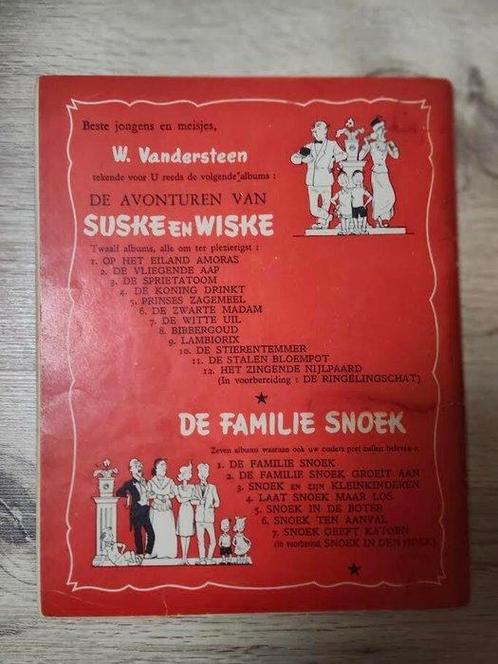 Beste jongens en meisjes,
W. Vandersteen
tekende voor U reeds de volgende albums :
DE AVONTUREN VAN
SUSKE EN WISKE
Twaalf albums, alle om ter plezierigst :
1. OP HET EILAND AMORAS
2. DE VLIEGENDE AAP
3. DE SPRIETATOOM
4. DE KONING DRINKT
5. PRINSES ZAGEMEEL
6. DE ZWARTE MADAM
7. DE WITTE UIL
8. BIBBERGOUD
9. LAMBIORIX
10. DE STIERENTEMMER
11. DE STALEN BLOEMPOT
12. HET ZINGENDE NIJLPAARD
(In voorbereiding : DE RINGELINGSCHAT)
DE FAMILIE SNOEK
Zeven albums waaraan ook uw ouders pret zullen beleven :
1. DE FAMILIE SNOEK
2. DE FAMILIE SNOEK GROEIT AAN
3. SNOEK EN ZIJN KLEINKINDEREN
4. LAAT SNOEK MAAR LOS
5. SNOEK IN DE BOTER
6. SNOEK TEN AANVAL
7. SNOEK GEEFT KATOEN
(In voorbereid. SNOEK IN DEN HOEK)